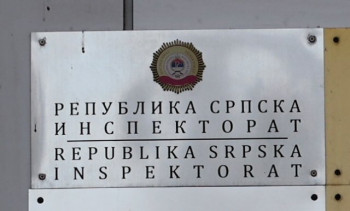 РЕПУБЛИКА СРПСКА
ИНСПЕКТОРАТ
REPUBLIKA SRPSKA
INSPEKTORAT